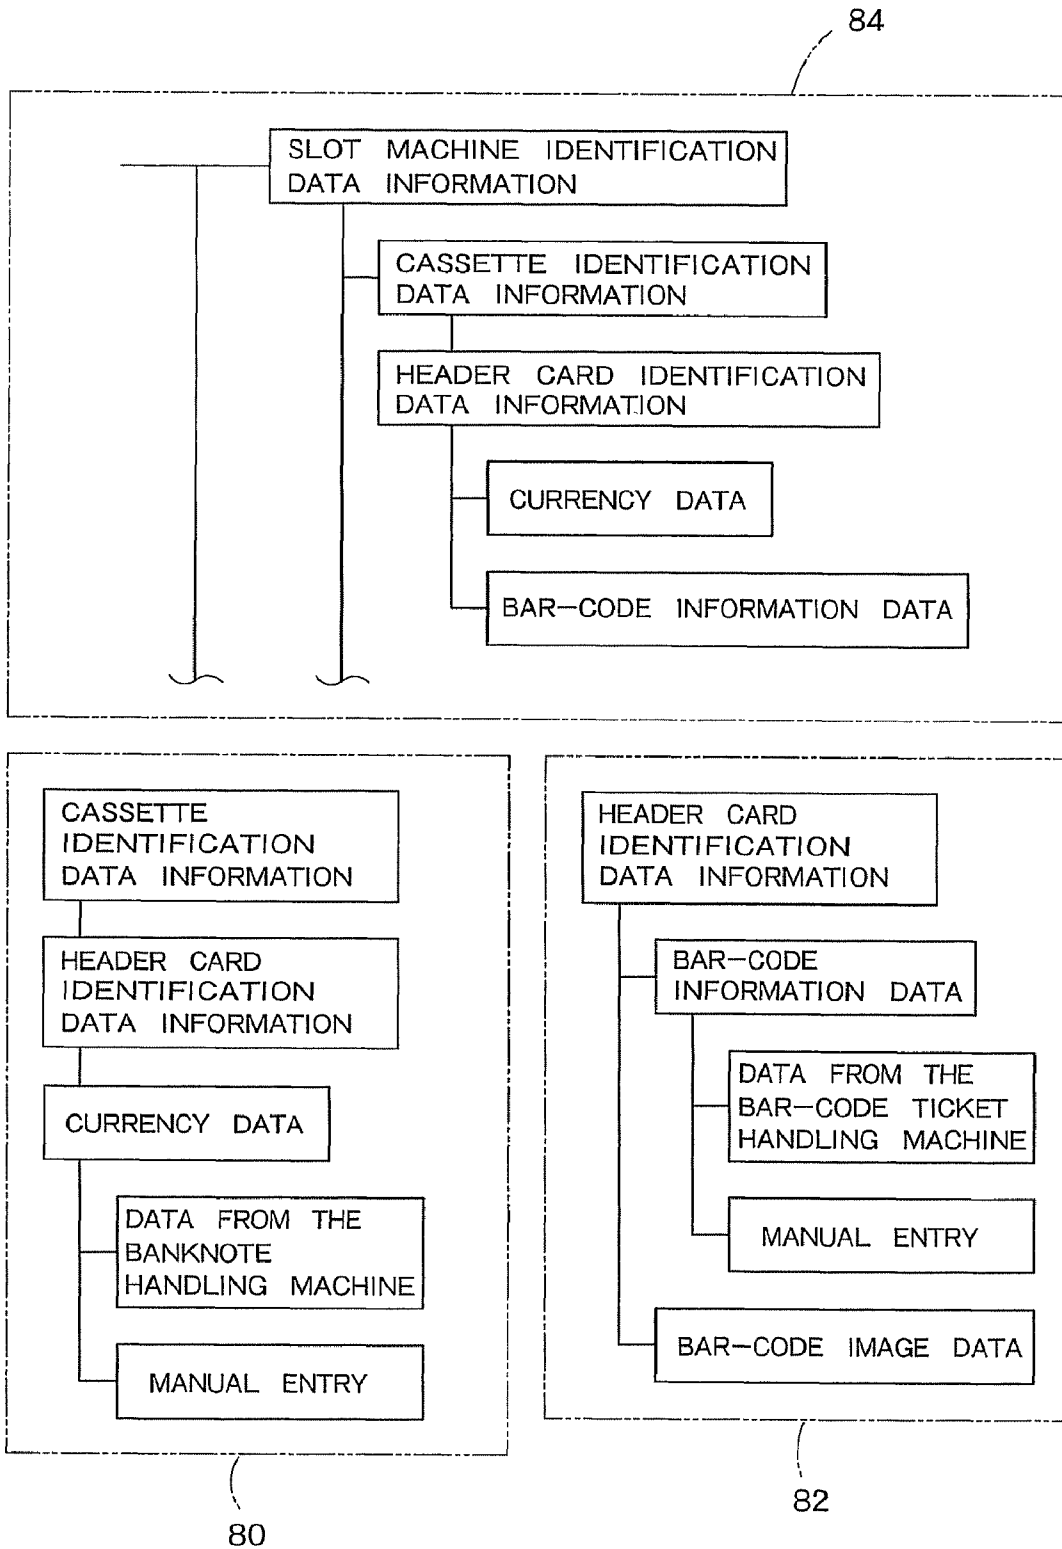 84
SLOT MACHINE IDENTIFICATION
DATA INFORMATION
CASSETTE IDENTIFICATION
DATA INFORMATION
HEADER CARD IDENTIFICATION
DATA INFORMATION
CURRENCY DATA
BAR-CODE INFORMATION DATA
CASSETTE
IDENTIFICATION
DATA INFORMATION
HEADER CARD
IDENTIFICATION
DATA INFORMATION
CURRENCY DATA
DATA FROM THE
BANKNOTE
HANDLING MACHINE
MANUAL ENTRY
80
HEADER CARD
IDENTIFICATION
DATA INFORMATION
BAR-CODE
INFORMATION DATA
DATA FROM THE
BAR-CODE TICKET
HANDLING MACHINE
MANUAL ENTRY
BAR-CODE IMAGE DATA
82